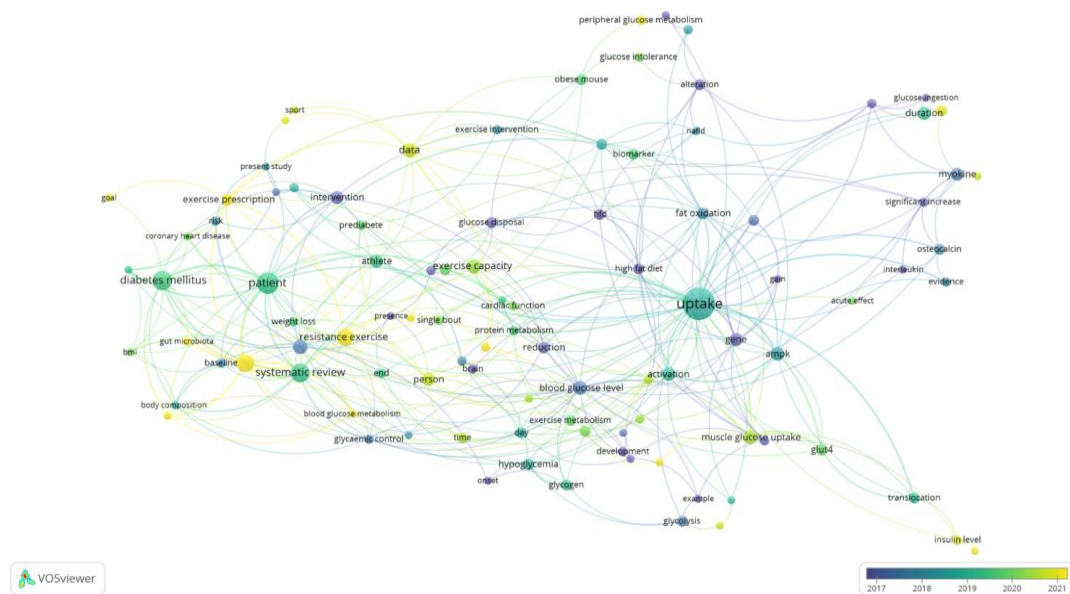 peripheral glucose metabolism
glucose intolerance
obese mouse
alteration
glucose ingestion
duration
sport
exercise intervention
nafld
data
biomarker
present study
myokine
goal
exercise prescription
intervention
significant increase
hfd
fat oxidation
risk
prediabete
glucose disposal
coronary heart disease
osteocalcin
athlete
exercise capacity
high fat diet
interleukin
diabetes mellitus
patient
gain
evidence
uptake
acute effect
cardiac function
weight loss
presence
single bout
protein metabolism
resistance exercise
gut microbiota
gene
bmi
reduction
ampk
baseline
systematic review
end
brain
activation
person
blood glucose level
body composition
blood glucose metabolism
exercise metabolism
glycaemic control
time
day
muscle glucose uptake
development
glut4
hypoglycemia
onset
glycogen
example
translocation
glycolysis
insulin level
VOSviewer
2017 2018 2019 2020 2021